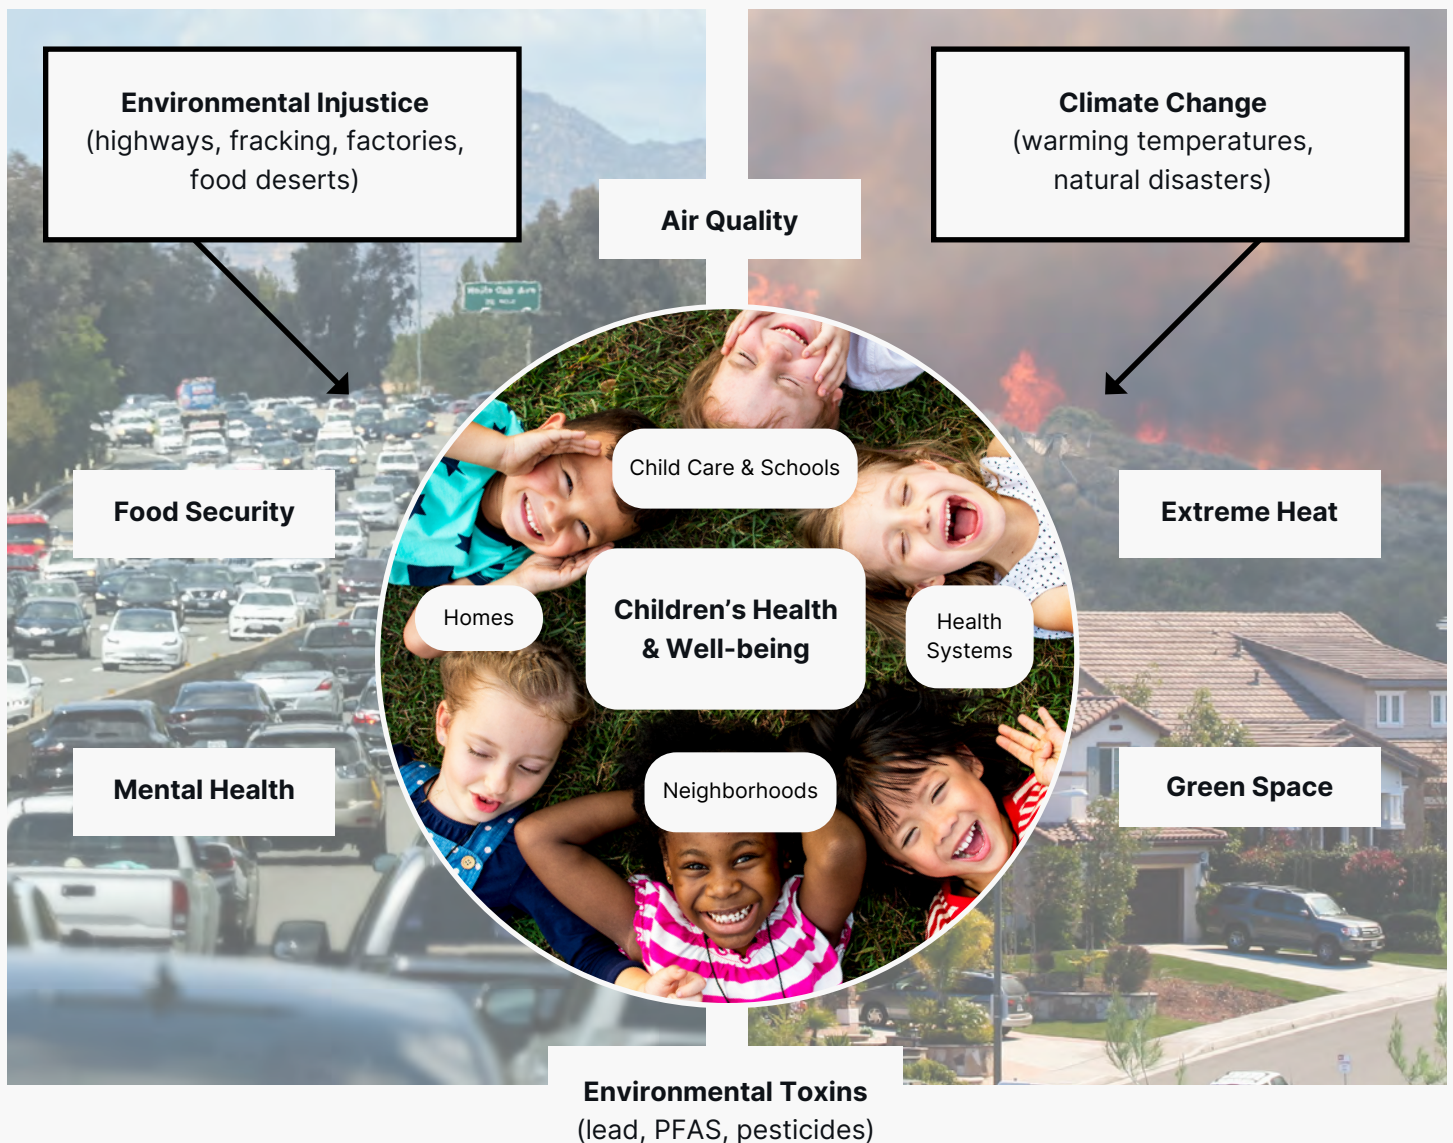 Environmental Injustice
(highways, fracking, factories,
food deserts)
Climate Change
(warming temperatures,
natural disasters)
Air Quality
Child Care & Schools
Food Security
Extreme Heat
Homes
Children’s Health
& Well-being
Health
Systems
Mental Health
Neighborhoods
Green Space
Environmental Toxins
(lead, PFAS, pesticides)